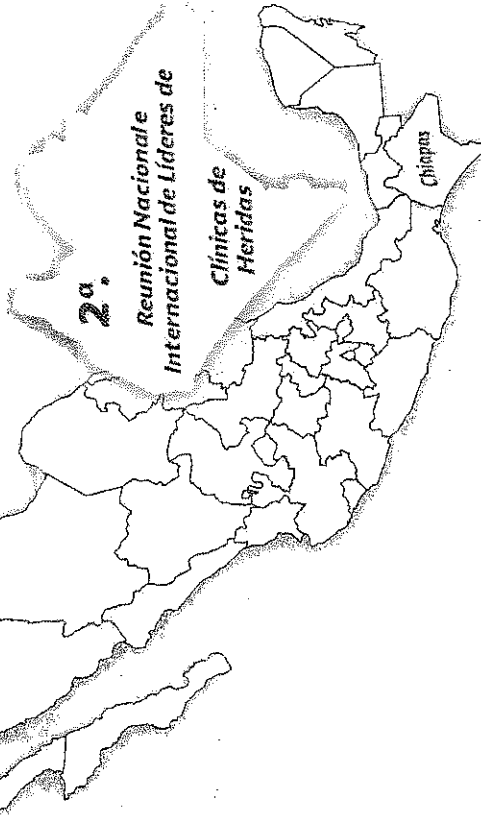 2ª.
Reunión Nacional e
Internacional de Líderes de
Clínicas de
Heridas
Chiapas